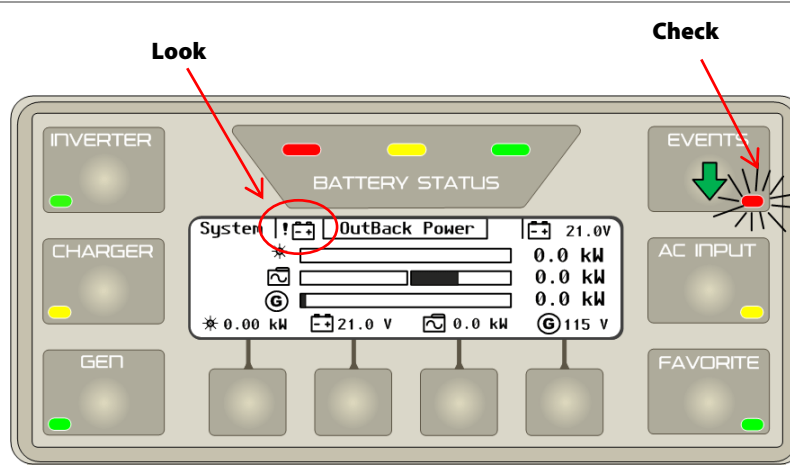 Look
Check
INVERTER
EVENTS
BATTERY STATUS
System ! OutBack Power 21.0V
CHARGER
AC INPUT
0.0 kW
0.0 kW
G 0.0 kW
0.00 kW 21.0 V 0.0 kW G 115 V
GEN
FAVORITE